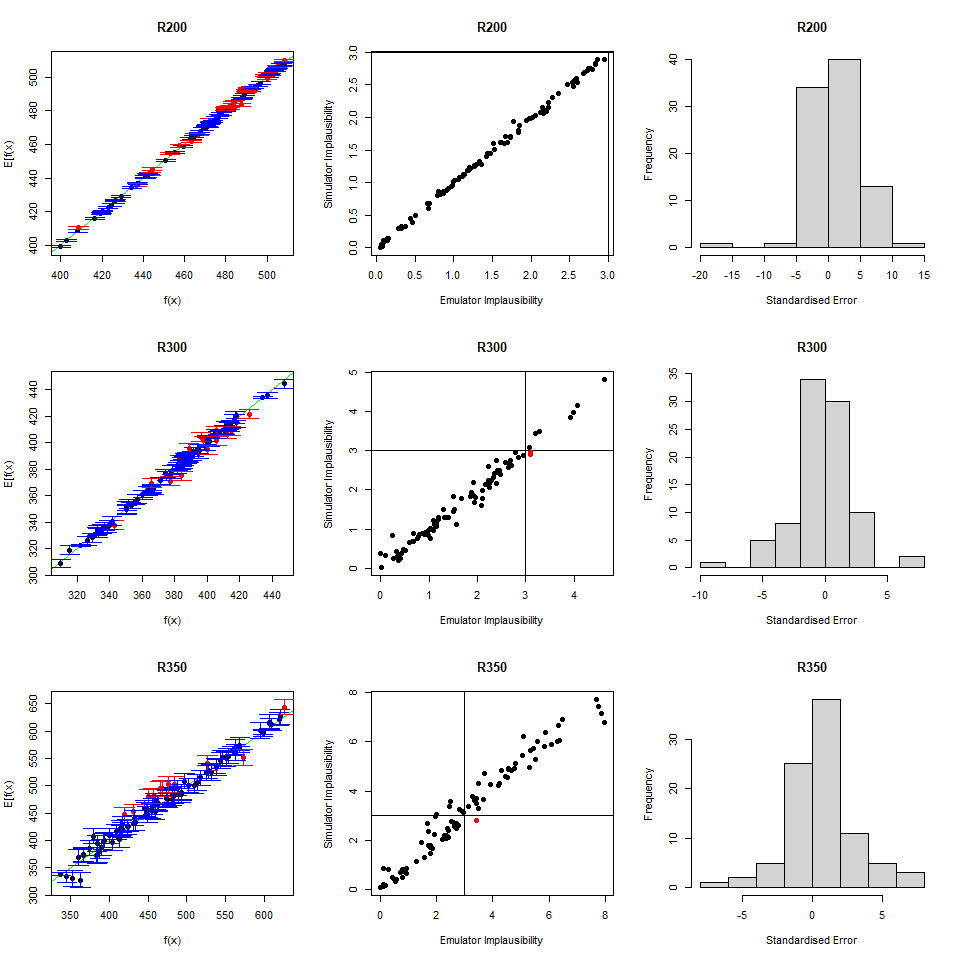 R200
E[f(x)
500
480
460
440
420
400
400 420 440 460 480 500
f(x)
R200
Simulator Implausibility
3.0
2.5
2.0
1.5
1.0
0.5
0.0
0.0 0.5 1.0 1.5 2.0 2.5 3.0
Emulator Implausibility
R200
Frequency
40
30
20
10
0
-20 -15 -10 -5 0 5 10 15
Standardised Error
R300
E[f(x)
440
420
400
380
360
340
320
300
320 340 360 380 400 420 440
f(x)
R300
Simulator Implausibility
5
4
3
2
1
0
0 1 2 3 4
Emulator Implausibility
R300
Frequency
35
30
25
20
15
10
5
0
-10 -5 0 5
Standardised Error
R350
E[f(x)
650
600
550
500
450
400
350
300
350 400 450 500 550 600
f(x)
R350
Simulator Implausibility
8
6
4
2
0
0 2 4 6 8
Emulator Implausibility
R350
Frequency
30
20
10
0
-5 0 5
Standardised Error